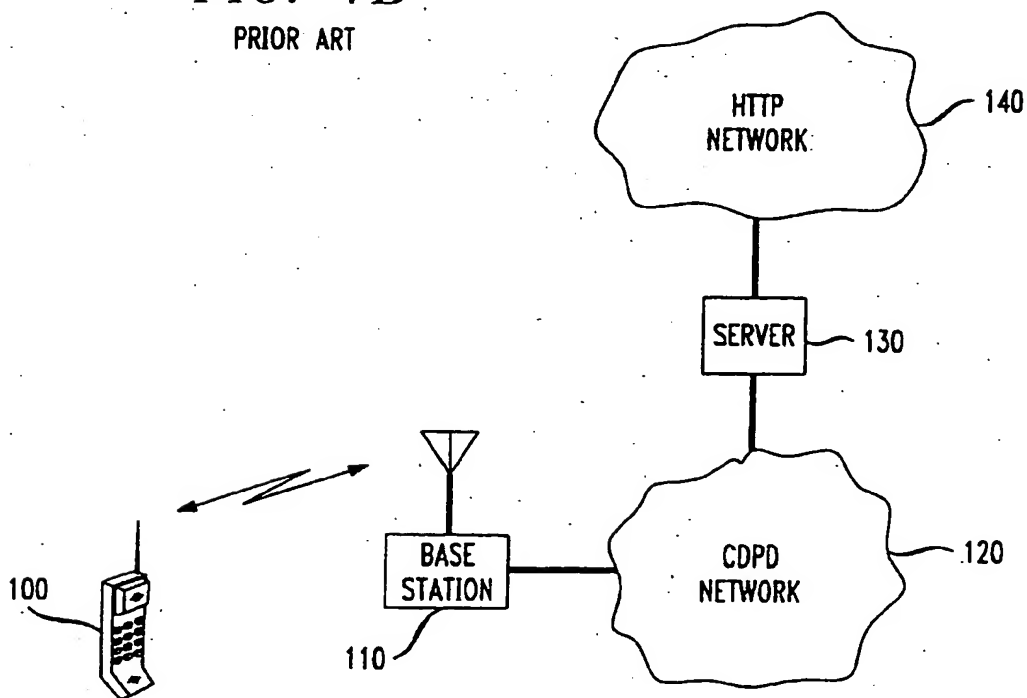 PRIOR ART
HTTP
NETWORK
140
SERVER
130
BASE
STATION
CDPD
NETWORK
120
100
110